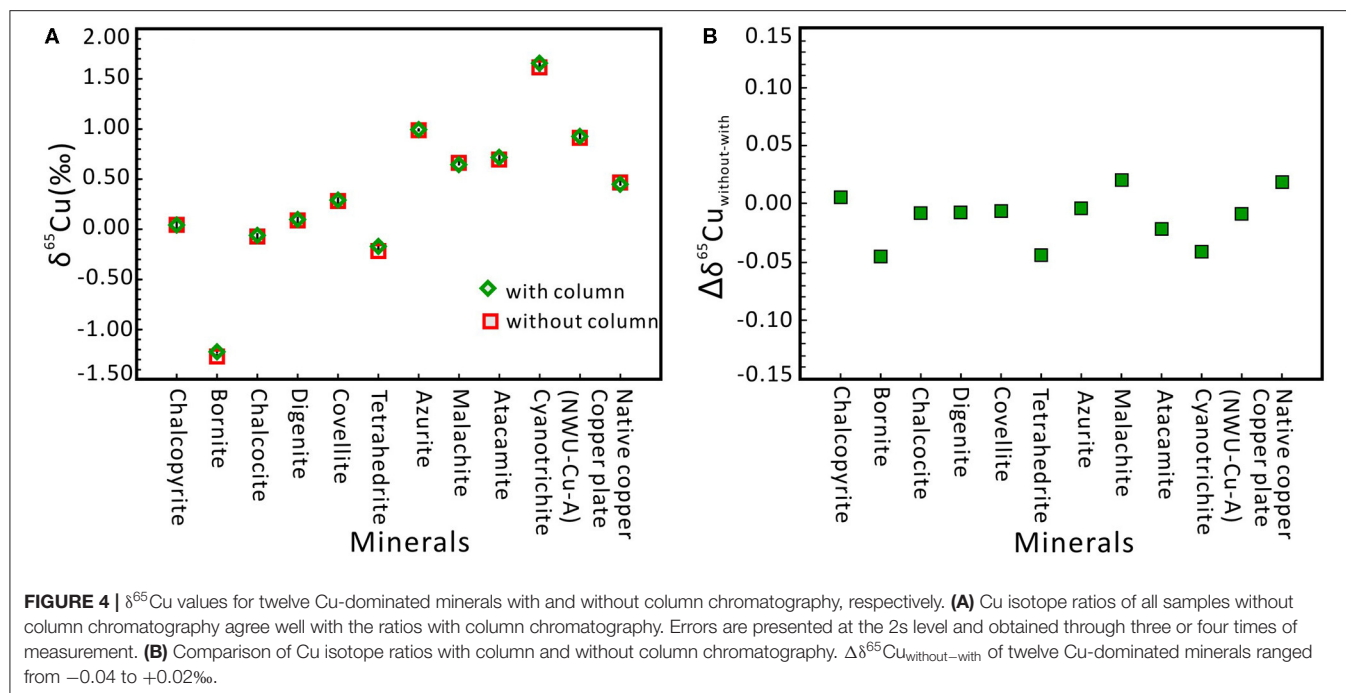 A
2.00
1.50
1.00
0.50
0.00
-0.50
-1.00
-1.50
δ⁶⁵Cu(‰)
with column
without column
Chalcopyrite
Bornite
Chalcocite
Digenite
Covellite
Tetrahedrite
Azurite
Malachite
Atacamite
Cyanotrichite
(NWU-Cu-A)
Copper plate
Native copper
Minerals
B
0.15
0.10
0.05
0.00
-0.05
-0.10
-0.15
Δδ⁶⁵Cu_without-with
Chalcopyrite
Bornite
Chalcocite
Digenite
Covellite
Tetrahedrite
Azurite
Malachite
Atacamite
Cyanotrichite
(NWU-Cu-A)
Copper plate
Native copper
Minerals
FIGURE 4 | δ⁶⁵Cu values for twelve Cu-dominated minerals with and without column chromatography, respectively. (A) Cu isotope ratios of all samples without
column chromatography agree well with the ratios with column chromatography. Errors are presented at the 2s level and obtained through three or four times of
measurement. (B) Comparison of Cu isotope ratios with column and without column chromatography. Δδ⁶⁵Cu_without−with of twelve Cu-dominated minerals ranged
from −0.04 to +0.02‰.